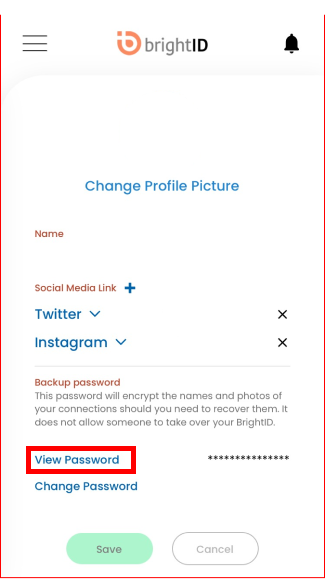 brightID
Change Profile Picture
Name
Social Media Link +
Twitter
Instagram
Backup password
This password will encrypt the names and photos of
your connections should you need to recover them. It
does not allow someone to take over your BrightID.
View Password ***************
Change Password
Save Cancel